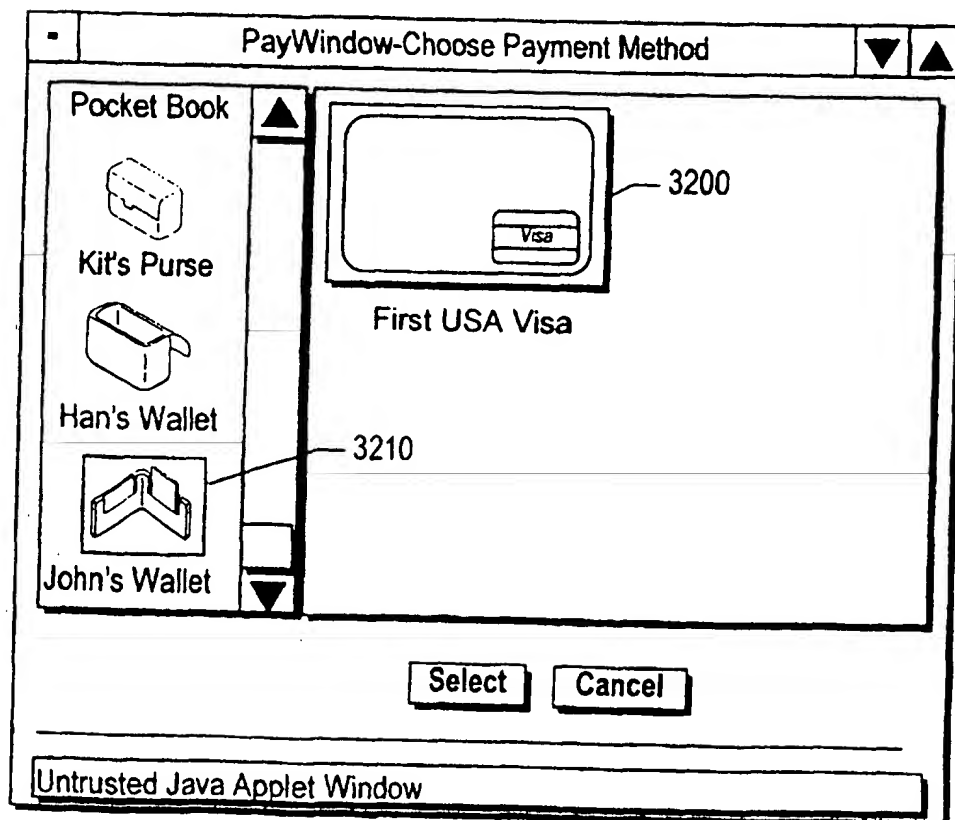 PayWindow-Choose Payment Method
Pocket Book
Kit's Purse
Han's Wallet
3210
John's Wallet
Visa
3200
First USA Visa
Select
Cancel
Untrusted Java Applet Window